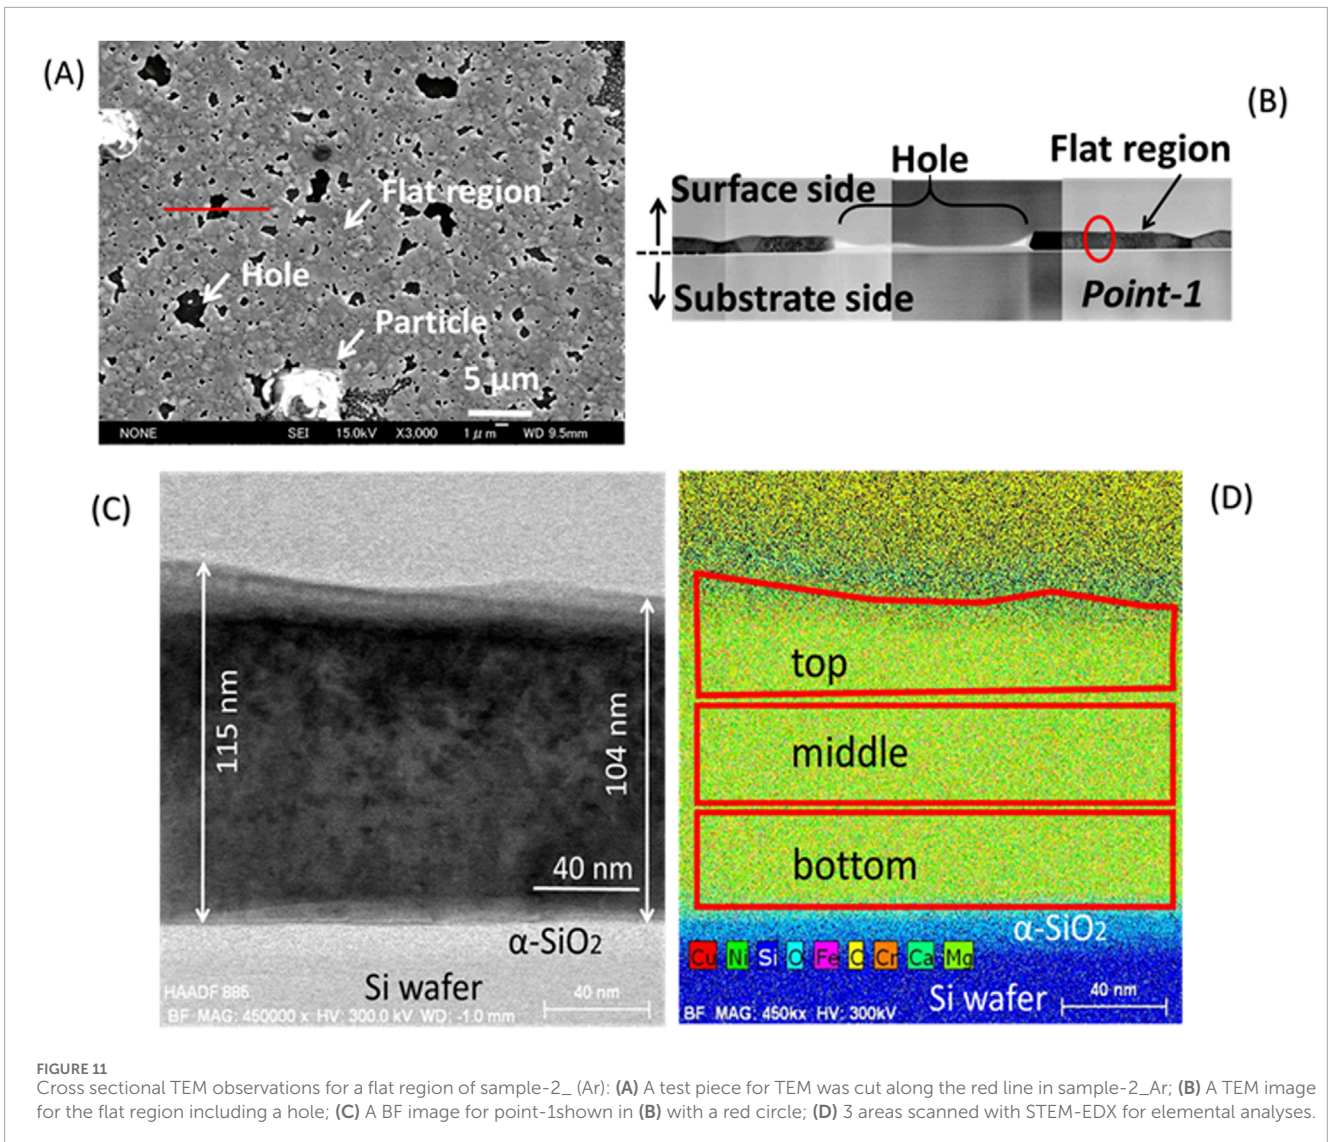 (A)
Flat region
Hole
Particle
5 μm
NONE SEI 15.0kV X3,000 1μm WD 9.5mm
(B)
Hole
Flat region
Surface side
Substrate side
Point-1
(C)
115 nm
104 nm
40 nm
α-SiO2
Si wafer
HAADF 886
40 nm
BF MAG: 450000 x HV: 300.0 kV WD: -1.0 mm
(D)
top
middle
bottom
α-SiO2
Cu Ni Si O Fe C Cr Ca Mg
Si wafer
40 nm
BF MAG: 450kx HV: 300kV
FIGURE 11
Cross sectional TEM observations for a flat region of sample-2_ (Ar): (A) A test piece for TEM was cut along the red line in sample-2_Ar; (B) A TEM image
for the flat region including a hole; (C) A BF image for point-1shown in (B) with a red circle; (D) 3 areas scanned with STEM-EDX for elemental analyses.